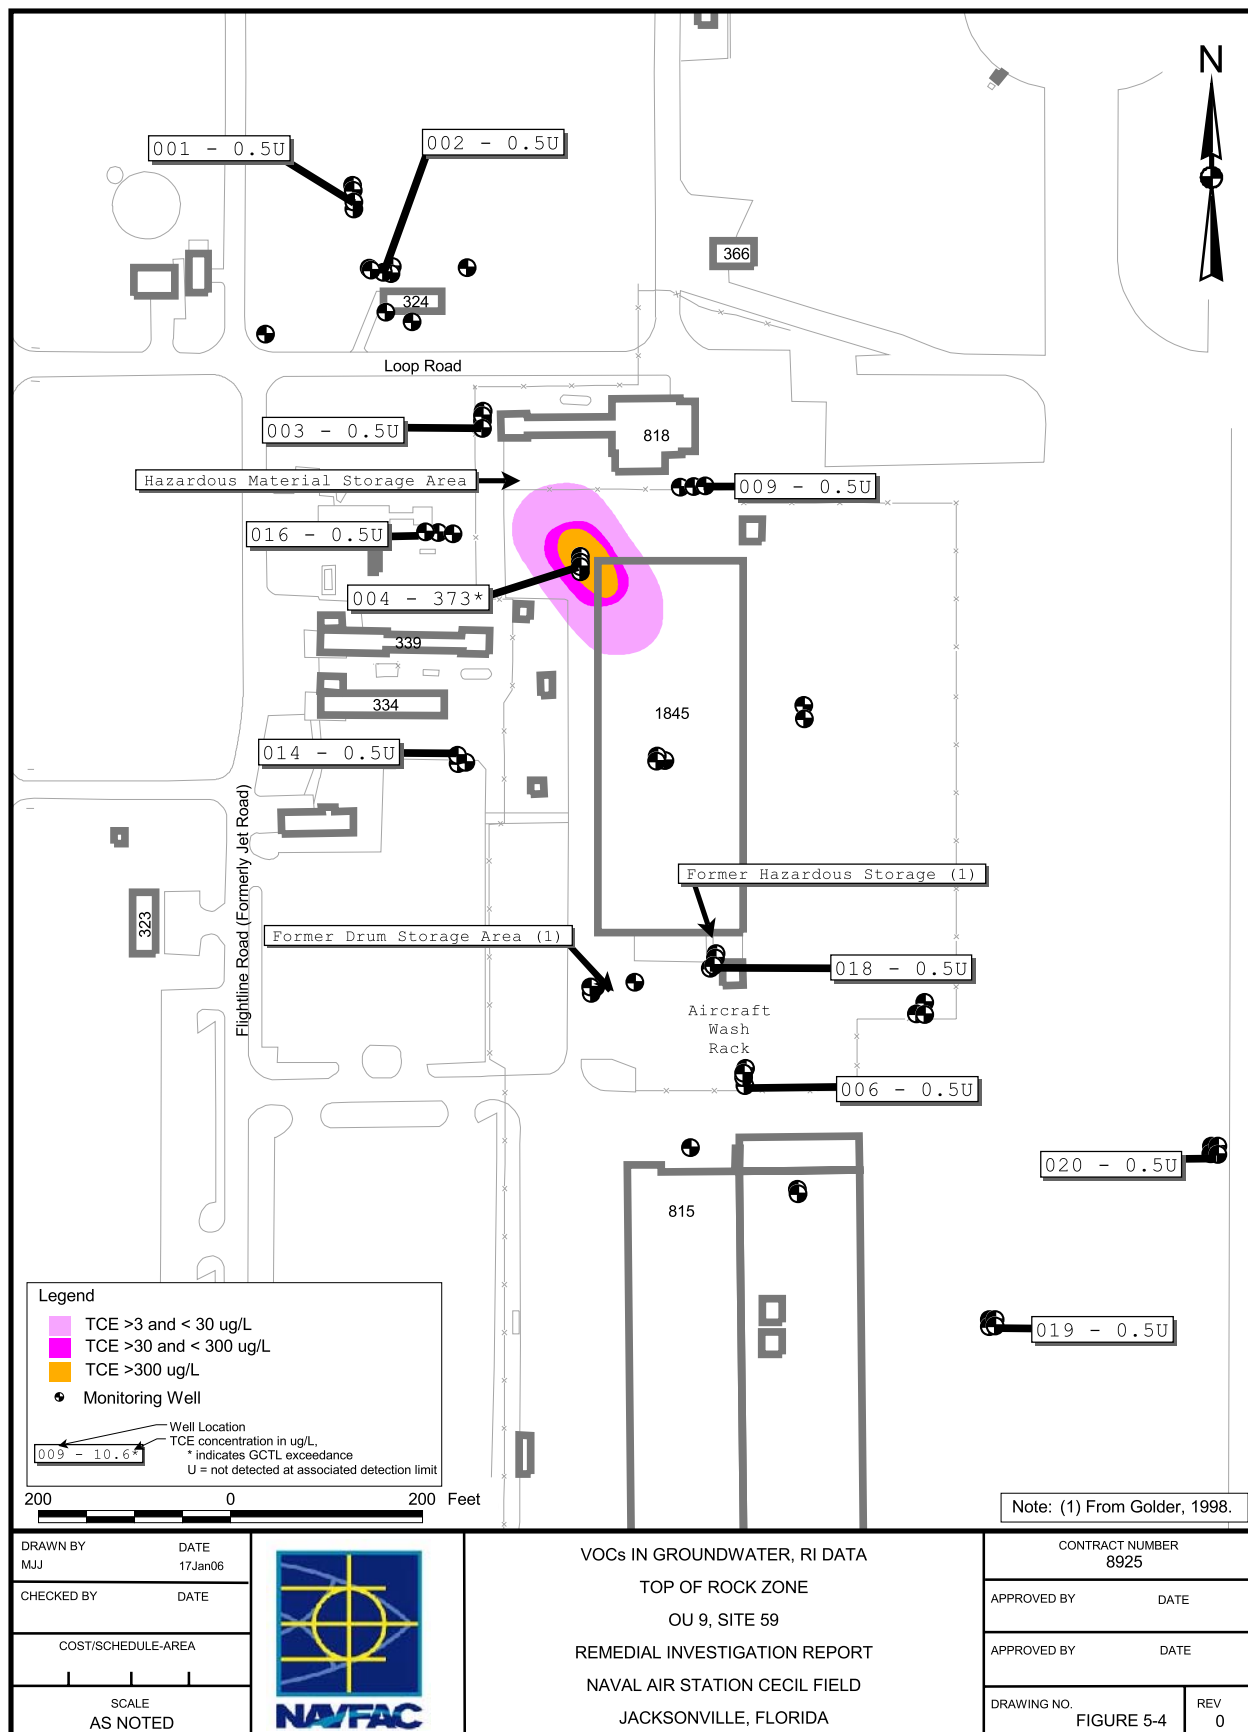 N
001 - 0.5U
002 - 0.5U
366
324
Loop Road
003 - 0.5U
818
Hazardous Material Storage Area
009 - 0.5U
016 - 0.5U
004 - 373*
339
334
1845
014 - 0.5U
Flightline Road (Formerly Jet Road)
Former Hazardous Storage (1)
323
Former Drum Storage Area (1)
018 - 0.5U
Aircraft
Wash
Rack
006 - 0.5U
020 - 0.5U
815
019 - 0.5U
Legend
TCE >3 and < 30 ug/L
TCE >30 and < 300 ug/L
TCE >300 ug/L
Monitoring Well
Well Location
TCE concentration in ug/L,
009 - 10.6*
* indicates GCTL exceedance
U = not detected at associated detection limit
200 0 200 Feet
Note: (1) From Golder, 1998.
DRAWN BY DATE
MJJ 17Jan06
CHECKED BY DATE
COST/SCHEDULE-AREA
SCALE
AS NOTED
NAVFAC
VOCs IN GROUNDWATER, RI DATA
TOP OF ROCK ZONE
OU 9, SITE 59
REMEDIAL INVESTIGATION REPORT
NAVAL AIR STATION CECIL FIELD
JACKSONVILLE, FLORIDA
CONTRACT NUMBER
8925
APPROVED BY DATE
APPROVED BY DATE
DRAWING NO.
FIGURE 5-4
REV
0